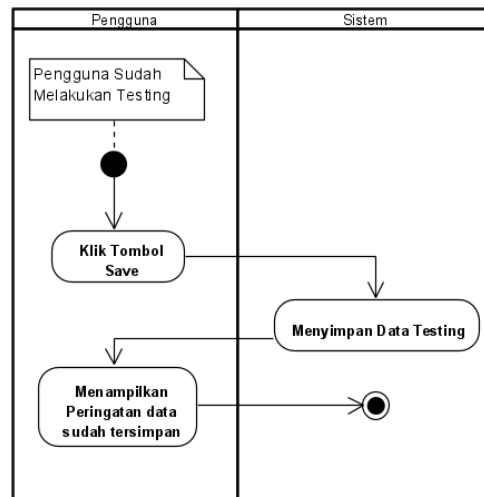 Pengguna
Sistem
Pengguna Sudah
Melakukan Testing
Klik Tombol
Save
Menyimpan Data Testing
Menampilkan
Peringatan data
sudah tersimpan